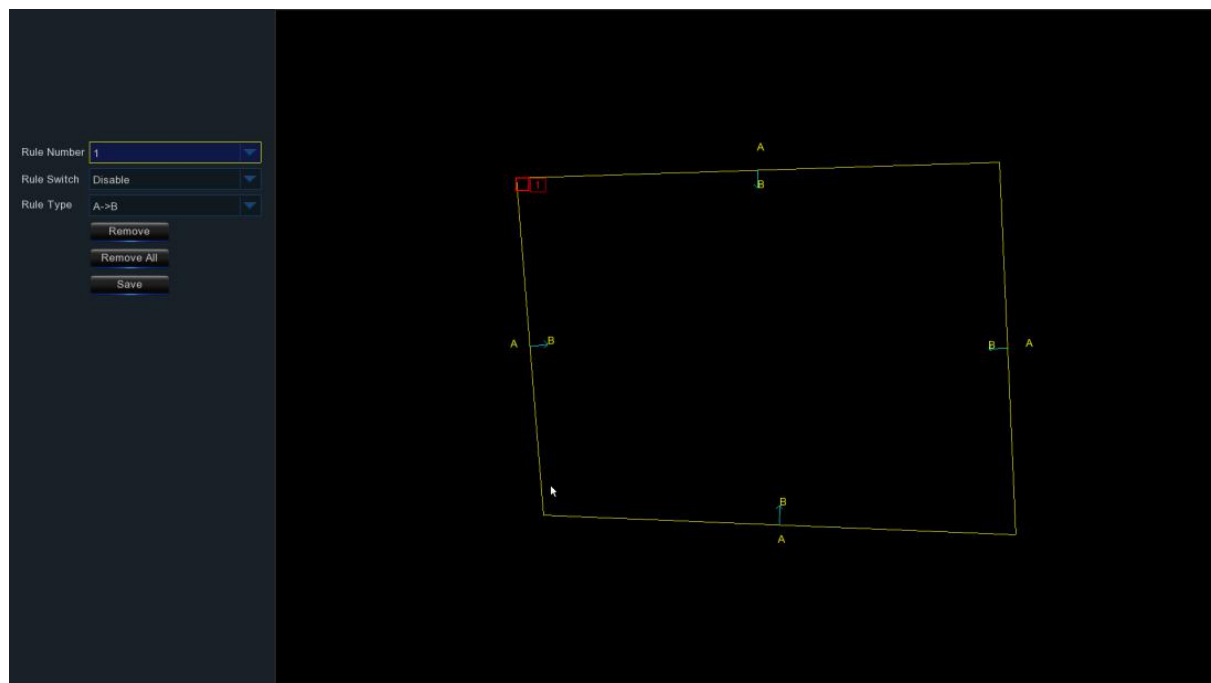 Rule Number 1
Rule Switch Disable
Rule Type A->B
Remove
Remove All
Save
A
B
1
A B
B A
B
A